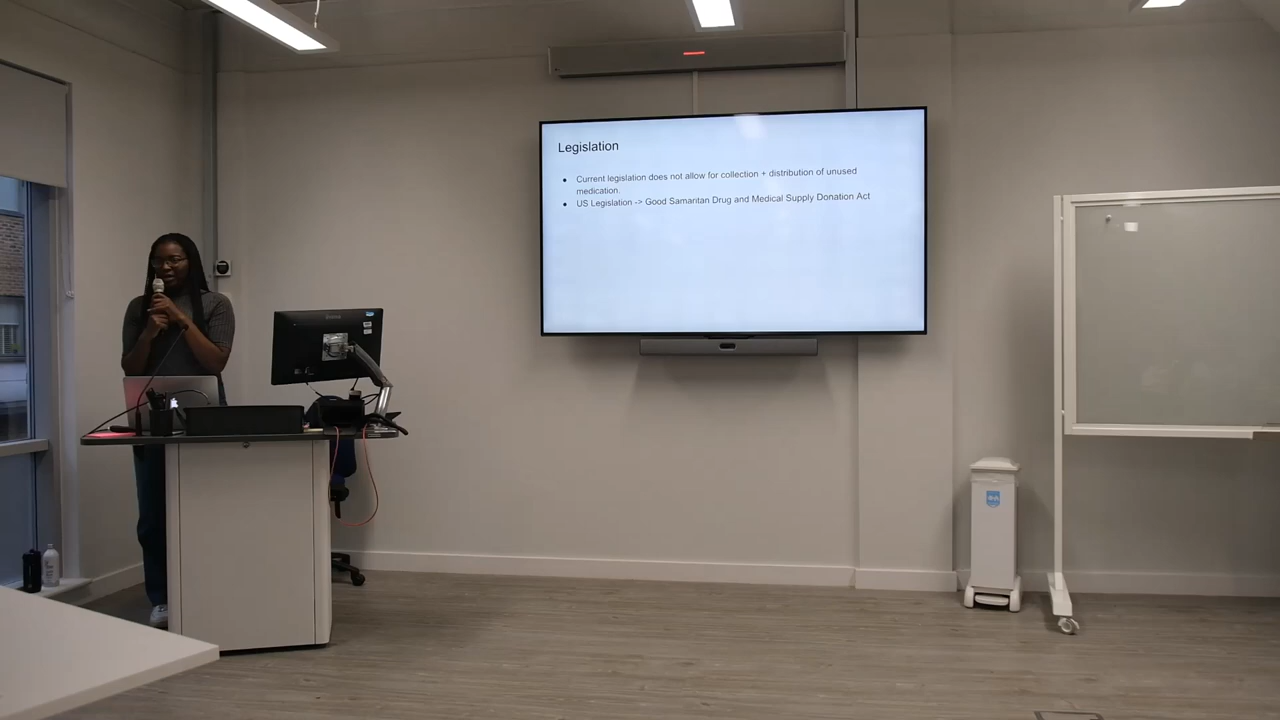 Legislation
● Current legislation does not allow for collection + distribution of unused
medication.
● US Legislation -> Good Samaritan Drug and Medical Supply Donation Act